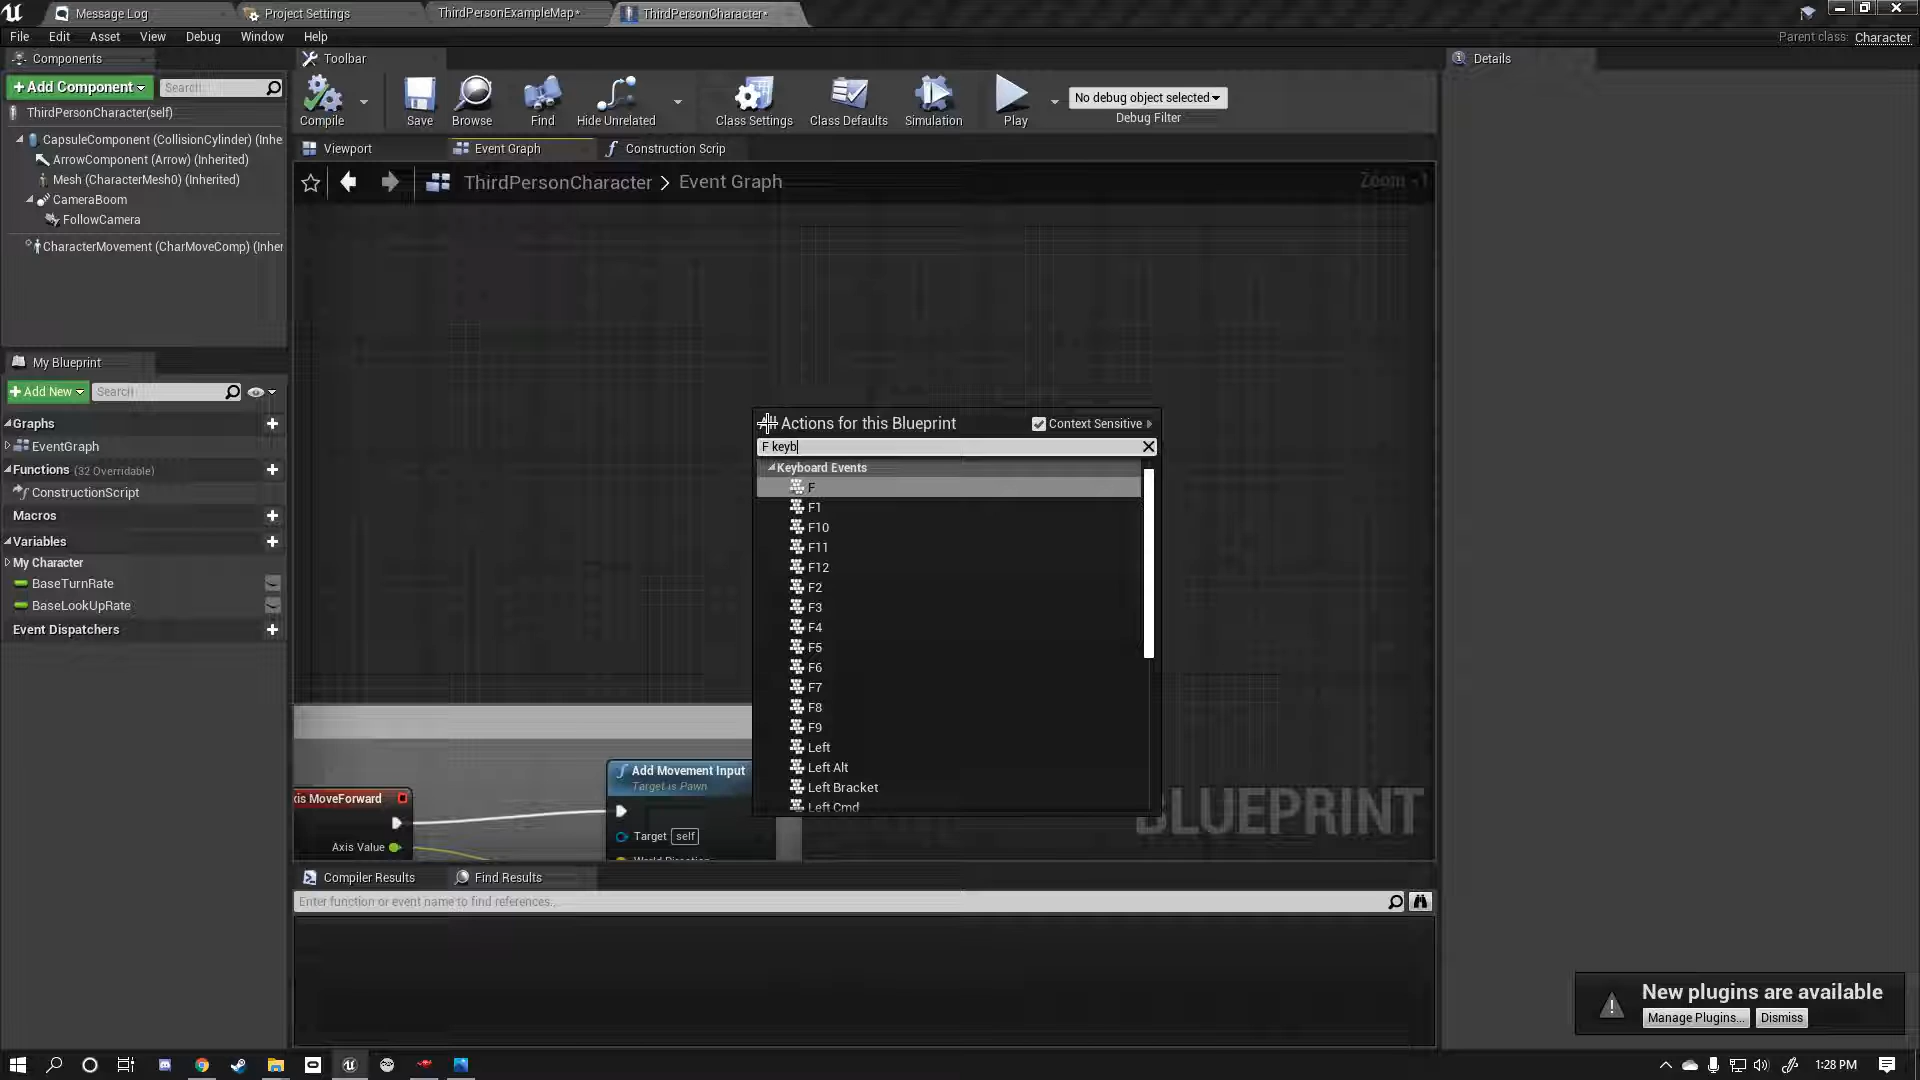 Message Log
Project Settings
ThirdPersonExampleMap*
ThirdPersonCharacter*
File Edit Asset View Debug Window Help
Parent class: Character
Components
Toolbar
Details
+Add Component
Search
ThirdPersonCharacter(self)
CapsuleComponent (CollisionCylinder) (Inhe
ArrowComponent (Arrow) (Inherited)
Mesh (CharacterMesh0) (Inherited)
CameraBoom
FollowCamera
CharacterMovement (CharMoveComp) (Inher
Compile
Save
Browse
Find
Hide Unrelated
Class Settings
Class Defaults
Simulation
Play
No debug object selected
Debug Filter
Viewport
Event Graph
Construction Scrip
ThirdPersonCharacter > Event Graph
Zoom -1
My Blueprint
+Add New
Search
Graphs
EventGraph
Functions (32 Overridable)
ConstructionScript
Macros
Variables
My Character
BaseTurnRate
BaseLookUpRate
Event Dispatchers
All Actions for this Blueprint
Context Sensitive
F keyb
Keyboard Events
F
F1
F10
F11
F12
F2
F3
F4
F5
F6
F7
F8
F9
Left
Left Alt
Left Bracket
Left Cmd
xis MoveForward
Axis Value
Add Movement Input
Target is Pawn
Target self
World Direction
BLUEPRINT
Compiler Results
Find Results
Enter function or event name to find references...
New plugins are available
Manage Plugins...
Dismiss
1:28 PM